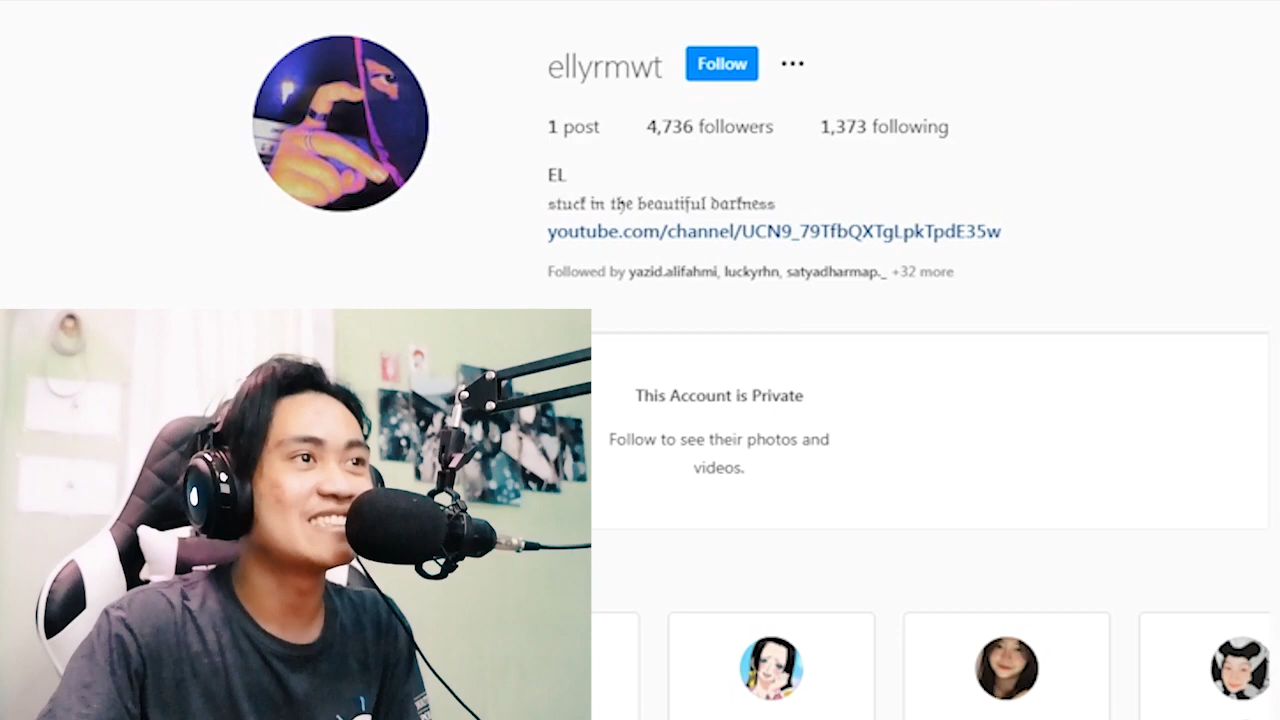 ellyrmwt Follow
1 post 4,736 followers 1,373 following
EL
stuck in the beautiful darkness
youtube.com/channel/UCN9_79TfbQXTgLpkTpdE35w
Followed by yazid.alifahmi, luckyrhn, satyadharmap._ +32 more
This Account is Private
Follow to see their photos and
videos.